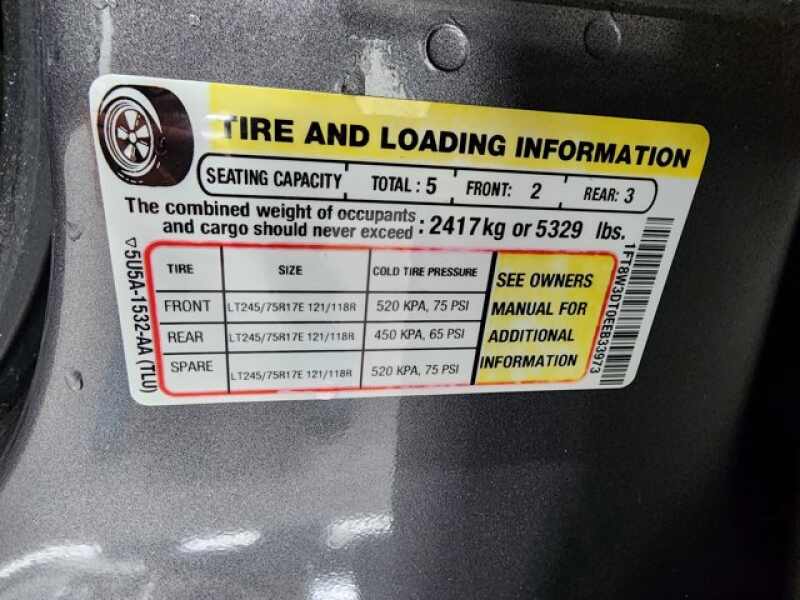 TIRE AND LOADING INFORMATION
SEATING CAPACITY TOTAL : 5 FRONT: 2 REAR: 3
The combined weight of occupants
and cargo should never exceed : 2417kg or 5329 lbs.
TIRE SIZE COLD TIRE PRESSURE
FRONT LT245/75R17E 121/118R 520 KPA, 75 PSI
REAR LT245/75R17E 121/118R 450 KPA, 65 PSI
SPARE LT245/75R17E 121/118R 520 KPA, 75 PSI
SEE OWNERS
MANUAL FOR
ADDITIONAL
INFORMATION
▽5U5A-1532-AA (TLU)
1FT8W3DT0EEB33973